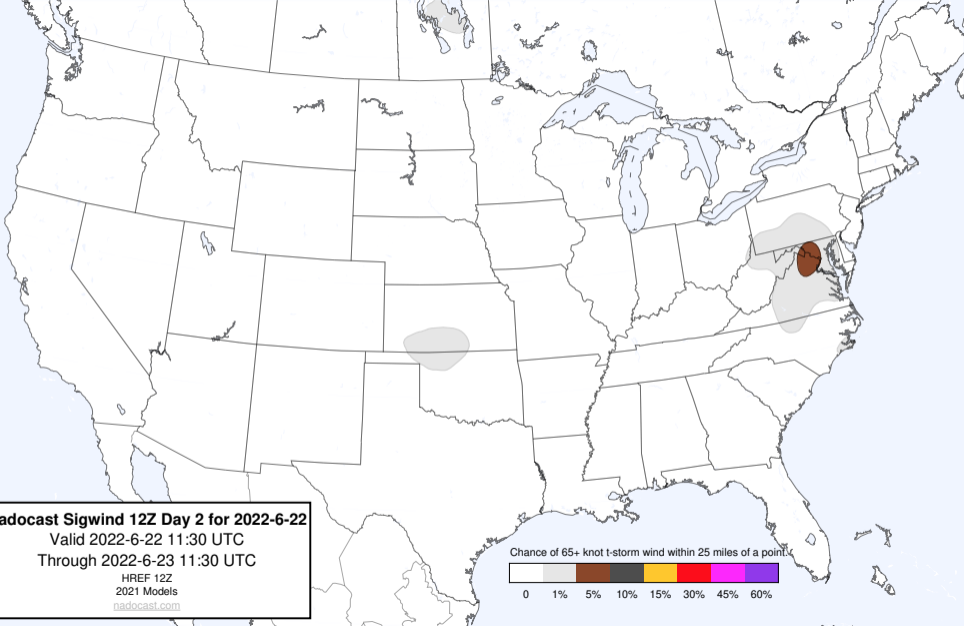 adocast Sigwind 12Z Day 2 for 2022-6-22
Valid 2022-6-22 11:30 UTC
Through 2022-6-23 11:30 UTC
HREF 12Z
2021 Models
nadocast.com
Chance of 65+ knot t-storm wind within 25 miles of a point.
0 1% 5% 10% 15% 30% 45% 60%